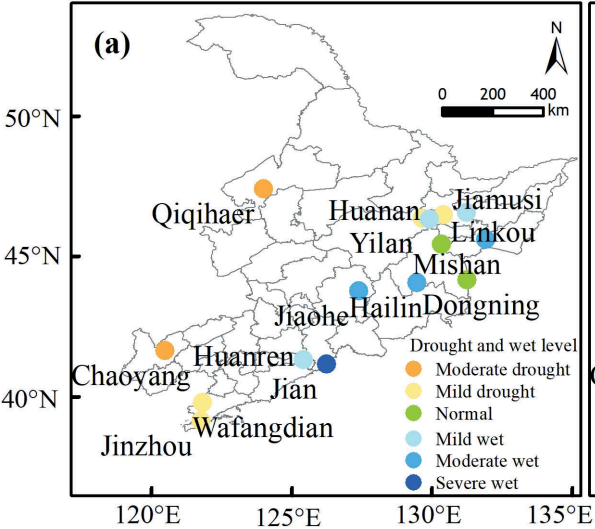 (a)
N
0 200 400
km
50°N
45°N
40°N
Qiqihaer
Huanan
Jiamusi
Yilan
Linkou
Mishan
Jiaohe
Hailin
Dongning
Huanren
Chaoyang
Jian
Wafangdian
Jinzhou
Drought and wet level
Moderate drought
Mild drought
Normal
Mild wet
Moderate wet
Severe wet
120°E 125°E 130°E 135°E